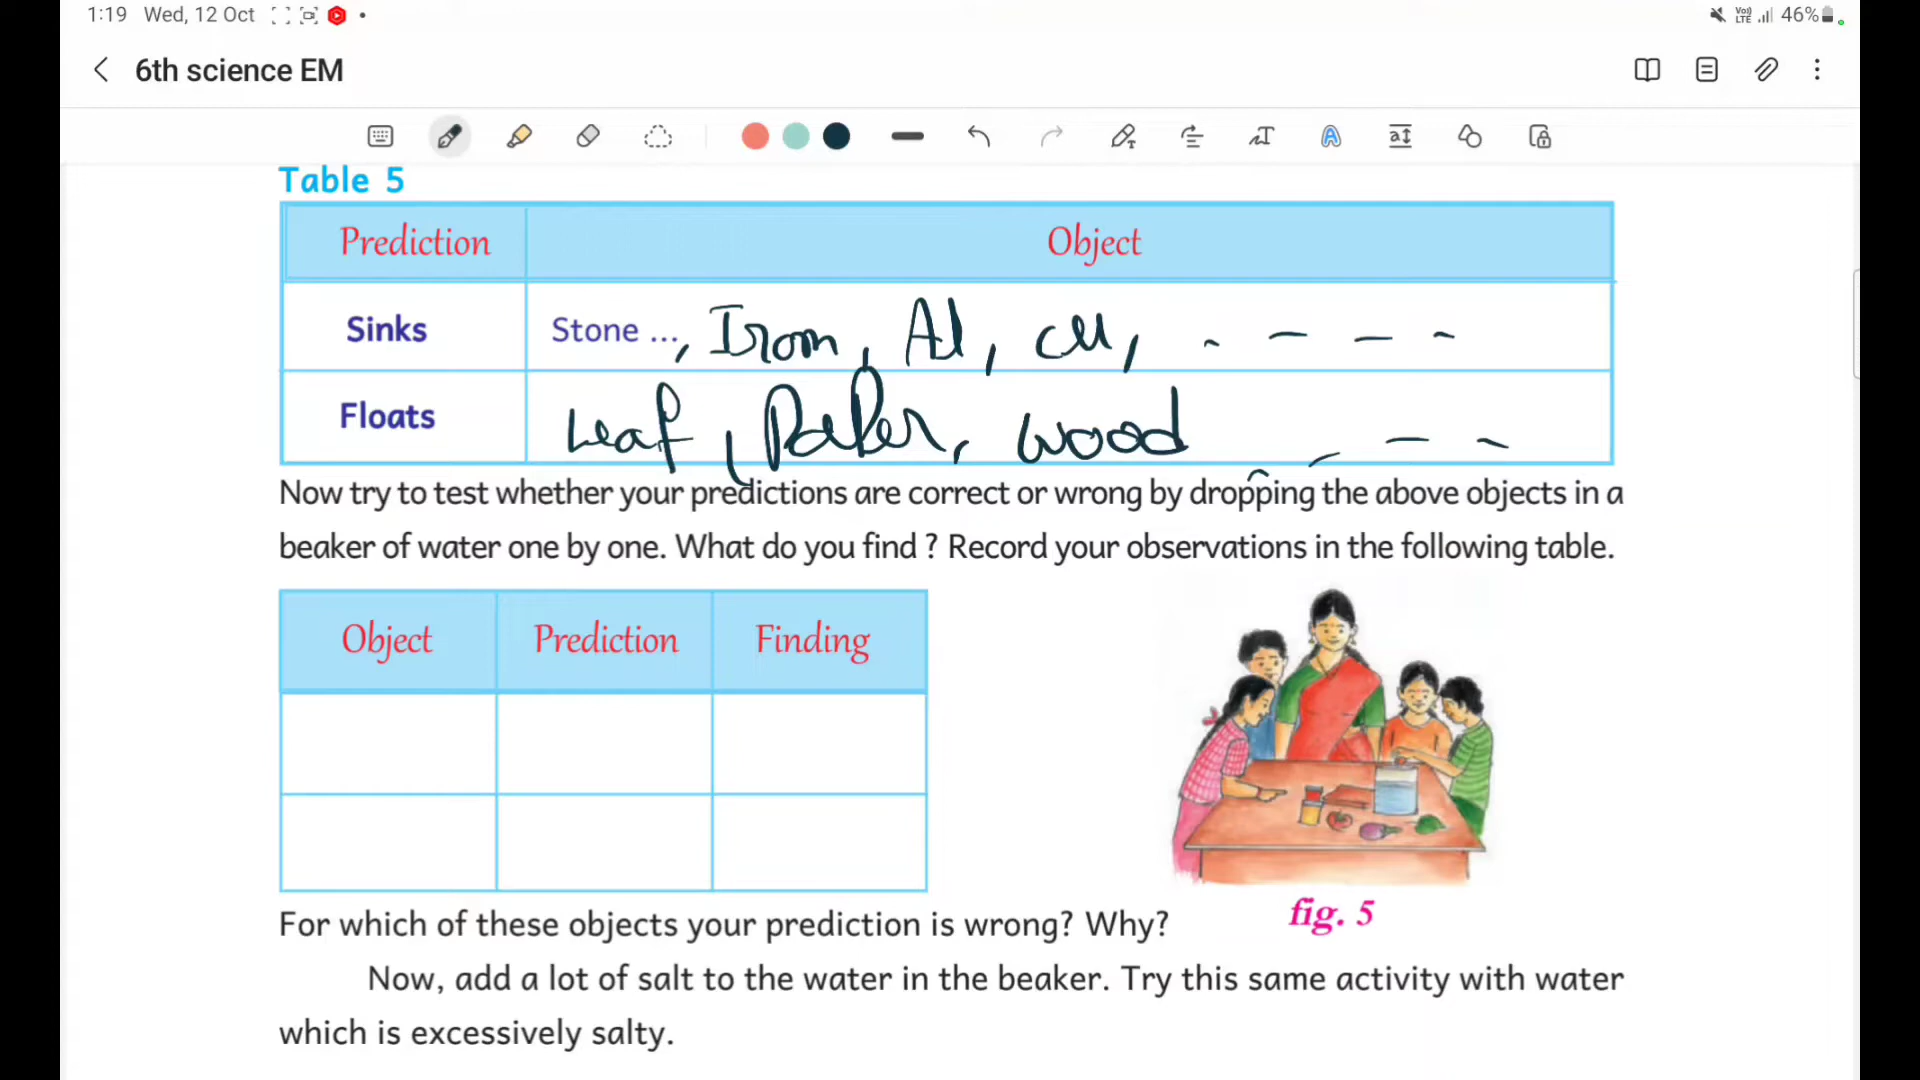 1:19 Wed, 12 Oct
Vo)) LTE 46%
6th science EM
Table 5
Prediction Object
Sinks Stone ..., Iron, Al, Cu, - - - -
Floats Leaf, Paper, wood - - - -
Now try to test whether your predictions are correct or wrong by dropping the above objects in a
beaker of water one by one. What do you find ? Record your observations in the following table.
Object Prediction Finding
For which of these objects your prediction is wrong? Why?
fig. 5
Now, add a lot of salt to the water in the beaker. Try this same activity with water
which is excessively salty.